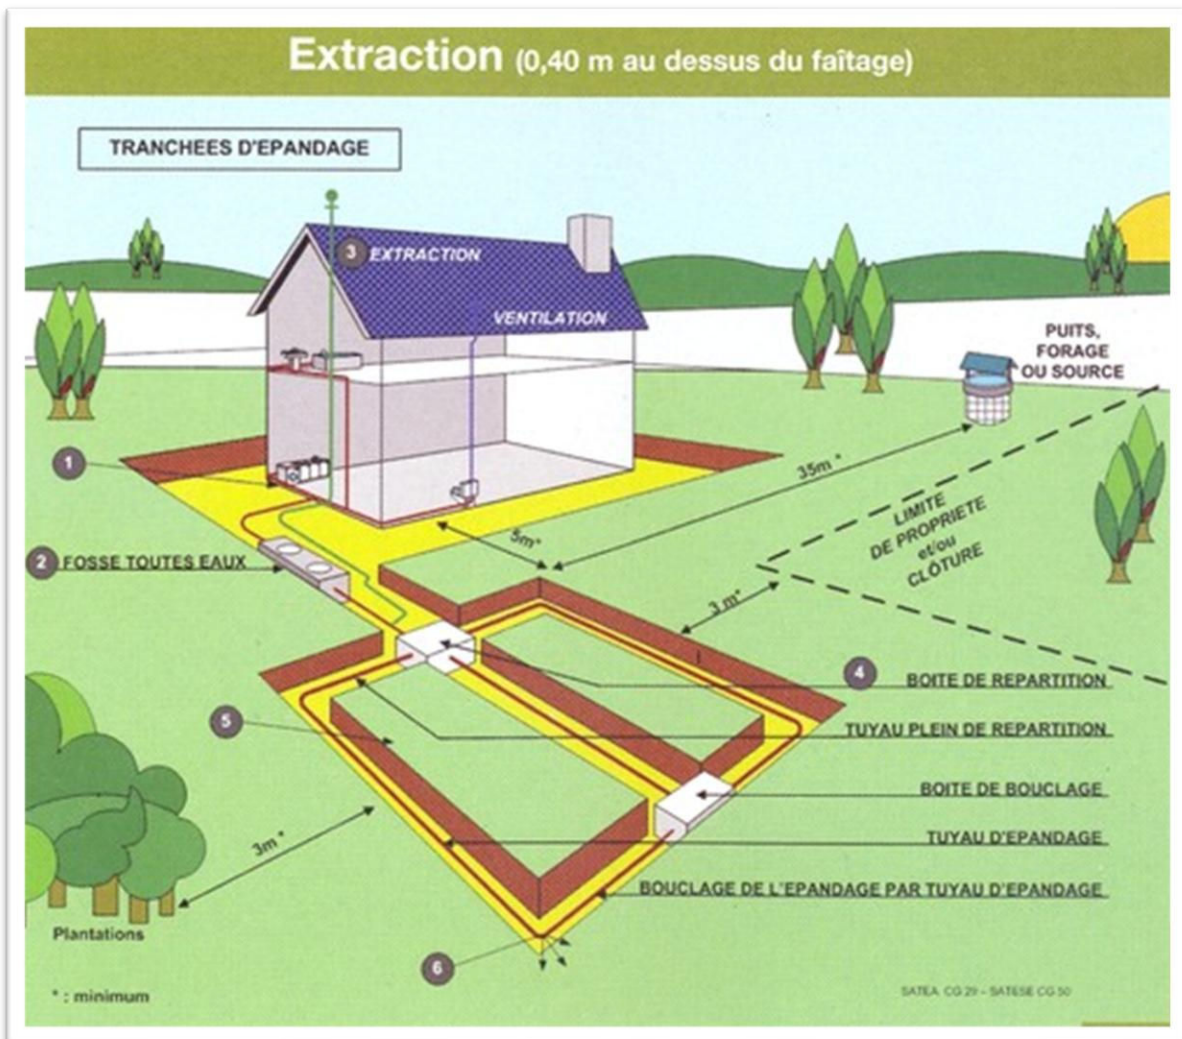 Extraction (0,40 m au dessus du faîtage)
TRANCHEES D'EPANDAGE
3 EXTRACTION
VENTILATION
PUITS,
FORAGE
OU SOURCE
1
35m *
LIMITE
DE PROPRIETE
et/ou
CLÔTURE
5m*
2 FOSSE TOUTES EAUX
3 m*
4
BOITE DE REPARTITION
5
TUYAU PLEIN DE REPARTITION
BOITE DE BOUCLAGE
TUYAU D'EPANDAGE
3m *
BOUCLAGE DE L'EPANDAGE PAR TUYAU D'EPANDAGE
Plantations
6
* : minimum
SATEA CG 29 - SATESE CG 50